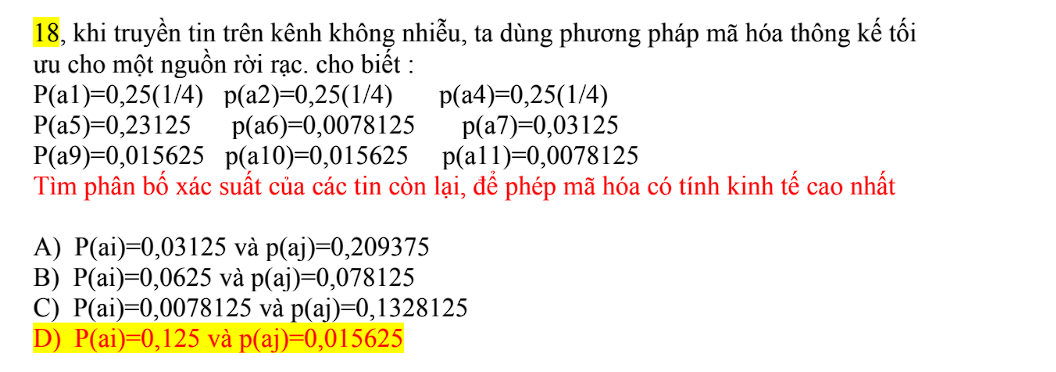 18, khi truyền tin trên kênh không nhiễu, ta dùng phương pháp mã hóa thông kế tối
ưu cho một nguồn rời rạc. cho biết :
P(a1)=0,25(1/4) p(a2)=0,25(1/4) p(a4)=0,25(1/4)
P(a5)=0,23125 p(a6)=0,0078125 p(a7)=0,03125
P(a9)=0,015625 p(a10)=0,015625 p(a11)=0,0078125
Tìm phân bố xác suất của các tin còn lại, để phép mã hóa có tính kinh tế cao nhất
A) P(ai)=0,03125 và p(aj)=0,209375
B) P(ai)=0,0625 và p(aj)=0,078125
C) P(ai)=0,0078125 và p(aj)=0,1328125
D) P(ai)=0,125 và p(aj)=0,015625